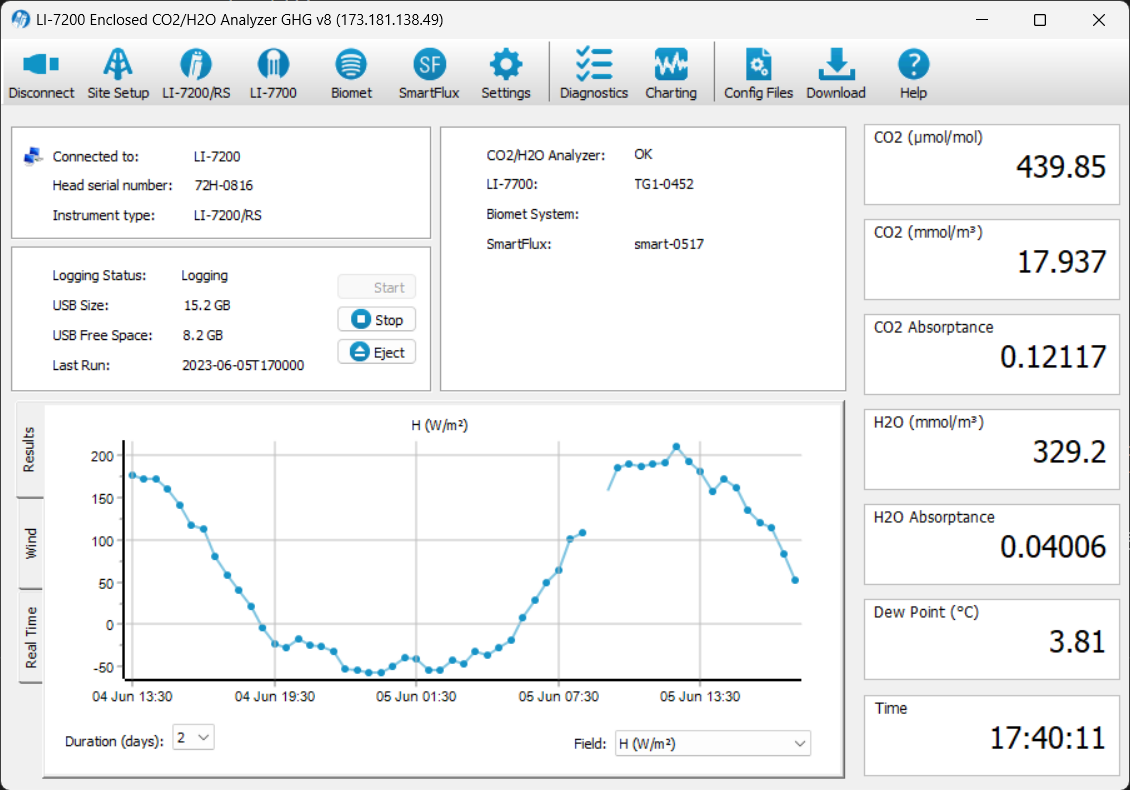 LI-7200 Enclosed CO2/H2O Analyzer GHG v8 (173.181.138.49)
Disconnect Site Setup LI-7200/RS LI-7700 Biomet SmartFlux Settings Diagnostics Charting Config Files Download Help
SF
?
Connected to: LI-7200
Head serial number: 72H-0816
Instrument type: LI-7200/RS
Logging Status: Logging
USB Size: 15.2 GB
USB Free Space: 8.2 GB
Last Run: 2023-06-05T170000
Start
Stop
Eject
CO2/H2O Analyzer: OK
LI-7700: TG1-0452
Biomet System:
SmartFlux: smart-0517
CO2 (µmol/mol)
439.85
CO2 (mmol/m³)
17.937
CO2 Absorptance
0.12117
H2O (mmol/m³)
329.2
H2O Absorptance
0.04006
Dew Point (°C)
3.81
Time
17:40:11
Results
Wind
Real Time
H (W/m²)
200
150
100
50
0
-50
04 Jun 13:30 04 Jun 19:30 05 Jun 01:30 05 Jun 07:30 05 Jun 13:30
Duration (days): 2
Field: H (W/m²)